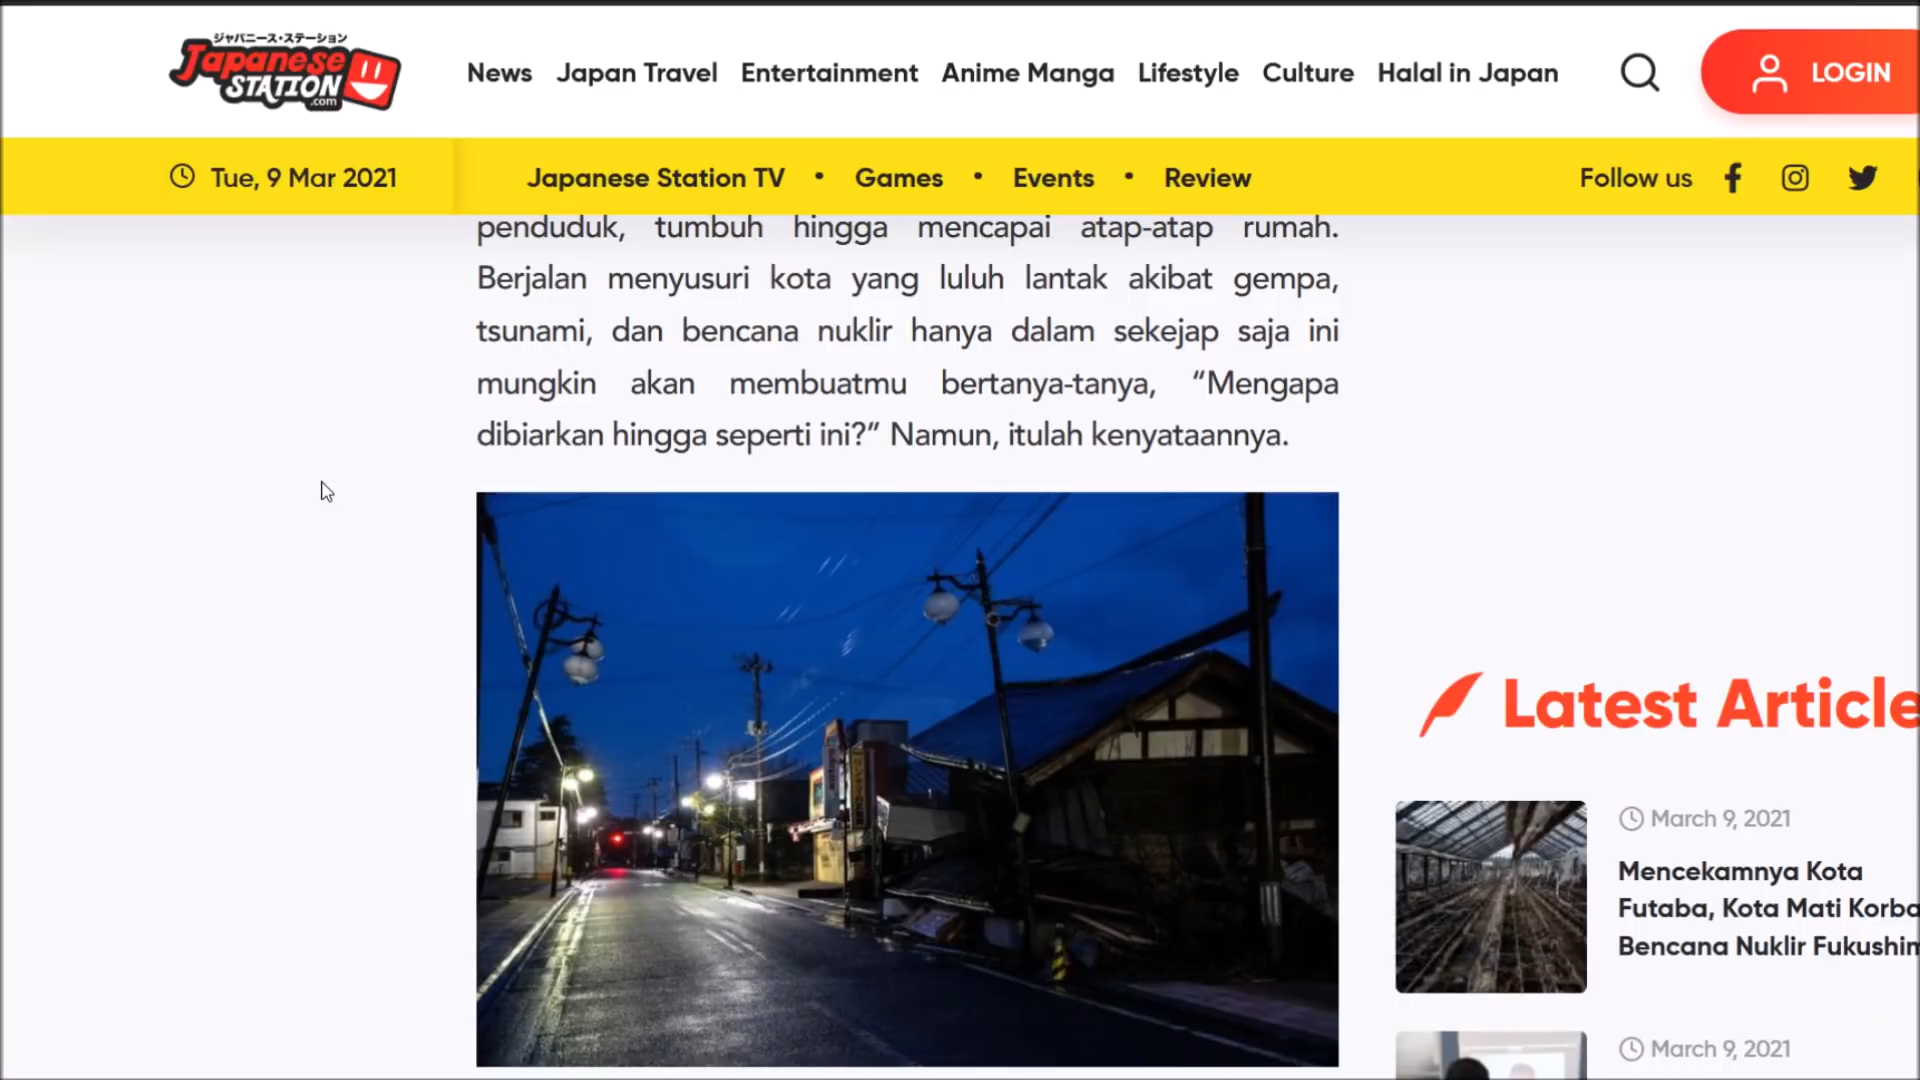 ジャパニース・ステーション
Japanese
STATION
.com
News Japan Travel Entertainment Anime Manga Lifestyle Culture Halal in Japan
LOGIN
Tue, 9 Mar 2021
Japanese Station TV • Games • Events • Review
Follow us
penduduk, tumbuh hingga mencapai atap-atap rumah.
Berjalan menyusuri kota yang luluh lantak akibat gempa,
tsunami, dan bencana nuklir hanya dalam sekejap saja ini
mungkin akan membuatmu bertanya-tanya, “Mengapa
dibiarkan hingga seperti ini?” Namun, itulah kenyataannya.
Latest Article
March 9, 2021
Mencekamnya Kota
Futaba, Kota Mati Korba
Bencana Nuklir Fukushim
March 9, 2021